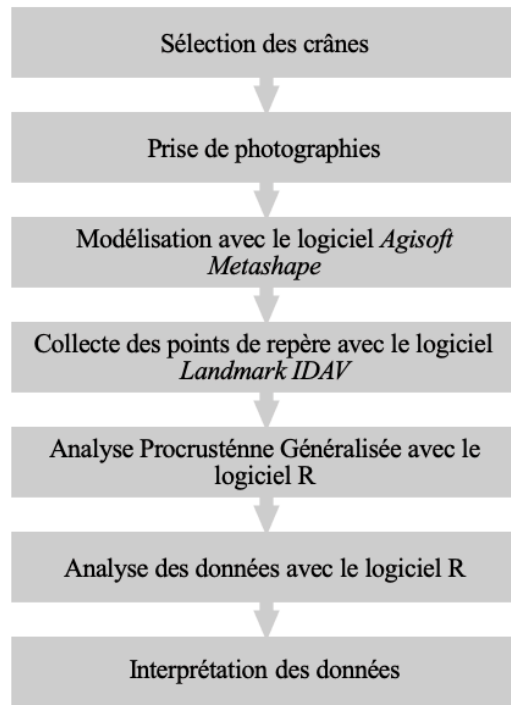 Sélection des crânes
Prise de photographies
Modélisation avec le logiciel Agisoft
Metashape
Collecte des points de repère avec le logiciel
Landmark IDAV
Analyse Procrusténne Généralisée avec le
logiciel R
Analyse des données avec le logiciel R
Interprétation des données